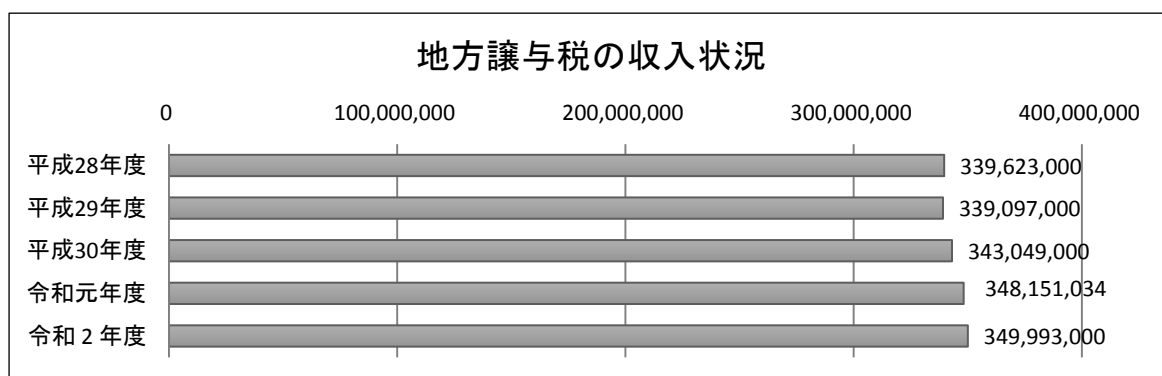 地方譲与税の収入状況
0 100,000,000 200,000,000 300,000,000 400,000,000
平成28年度 339,623,000
平成29年度 339,097,000
平成30年度 343,049,000
令和元年度 348,151,034
令和２年度 349,993,000